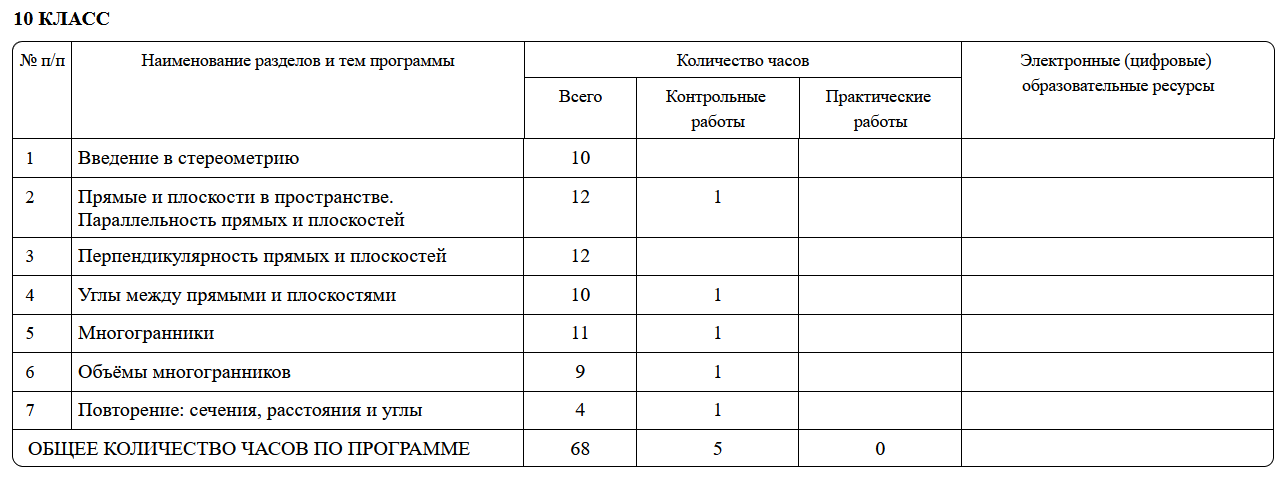 10 КЛАСС
№ п/п Наименование разделов и тем программы Количество часов Электронные (цифровые)
образовательные ресурсы
Всего Контрольные Практические
работы работы
1 Введение в стереометрию 10
2 Прямые и плоскости в пространстве. 12 1
Параллельность прямых и плоскостей
3 Перпендикулярность прямых и плоскостей 12
4 Углы между прямыми и плоскостями 10 1
5 Многогранники 11 1
6 Объёмы многогранников 9 1
7 Повторение: сечения, расстояния и углы 4 1
ОБЩЕЕ КОЛИЧЕСТВО ЧАСОВ ПО ПРОГРАММЕ 68 5 0